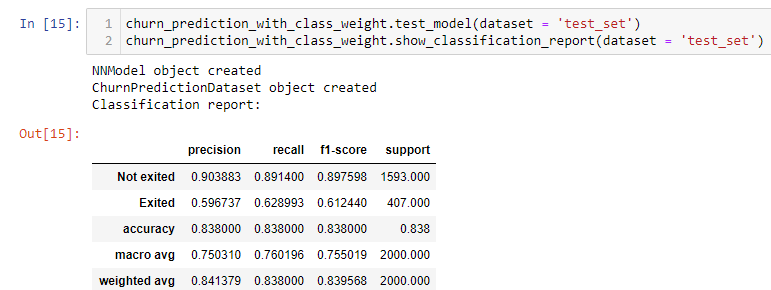 In [15]:
1 churn_prediction_with_class_weight.test_model(dataset = 'test_set')
2 churn_prediction_with_class_weight.show_classification_report(dataset = 'test_set')
NNModel object created
ChurnPredictionDataset object created
Classification report:
Out[15]:
precision recall f1-score support
Not exited 0.903883 0.891400 0.897598 1593.000
Exited 0.596737 0.628993 0.612440 407.000
accuracy 0.838000 0.838000 0.838000 0.838
macro avg 0.750310 0.760196 0.755019 2000.000
weighted avg 0.841379 0.838000 0.839568 2000.000